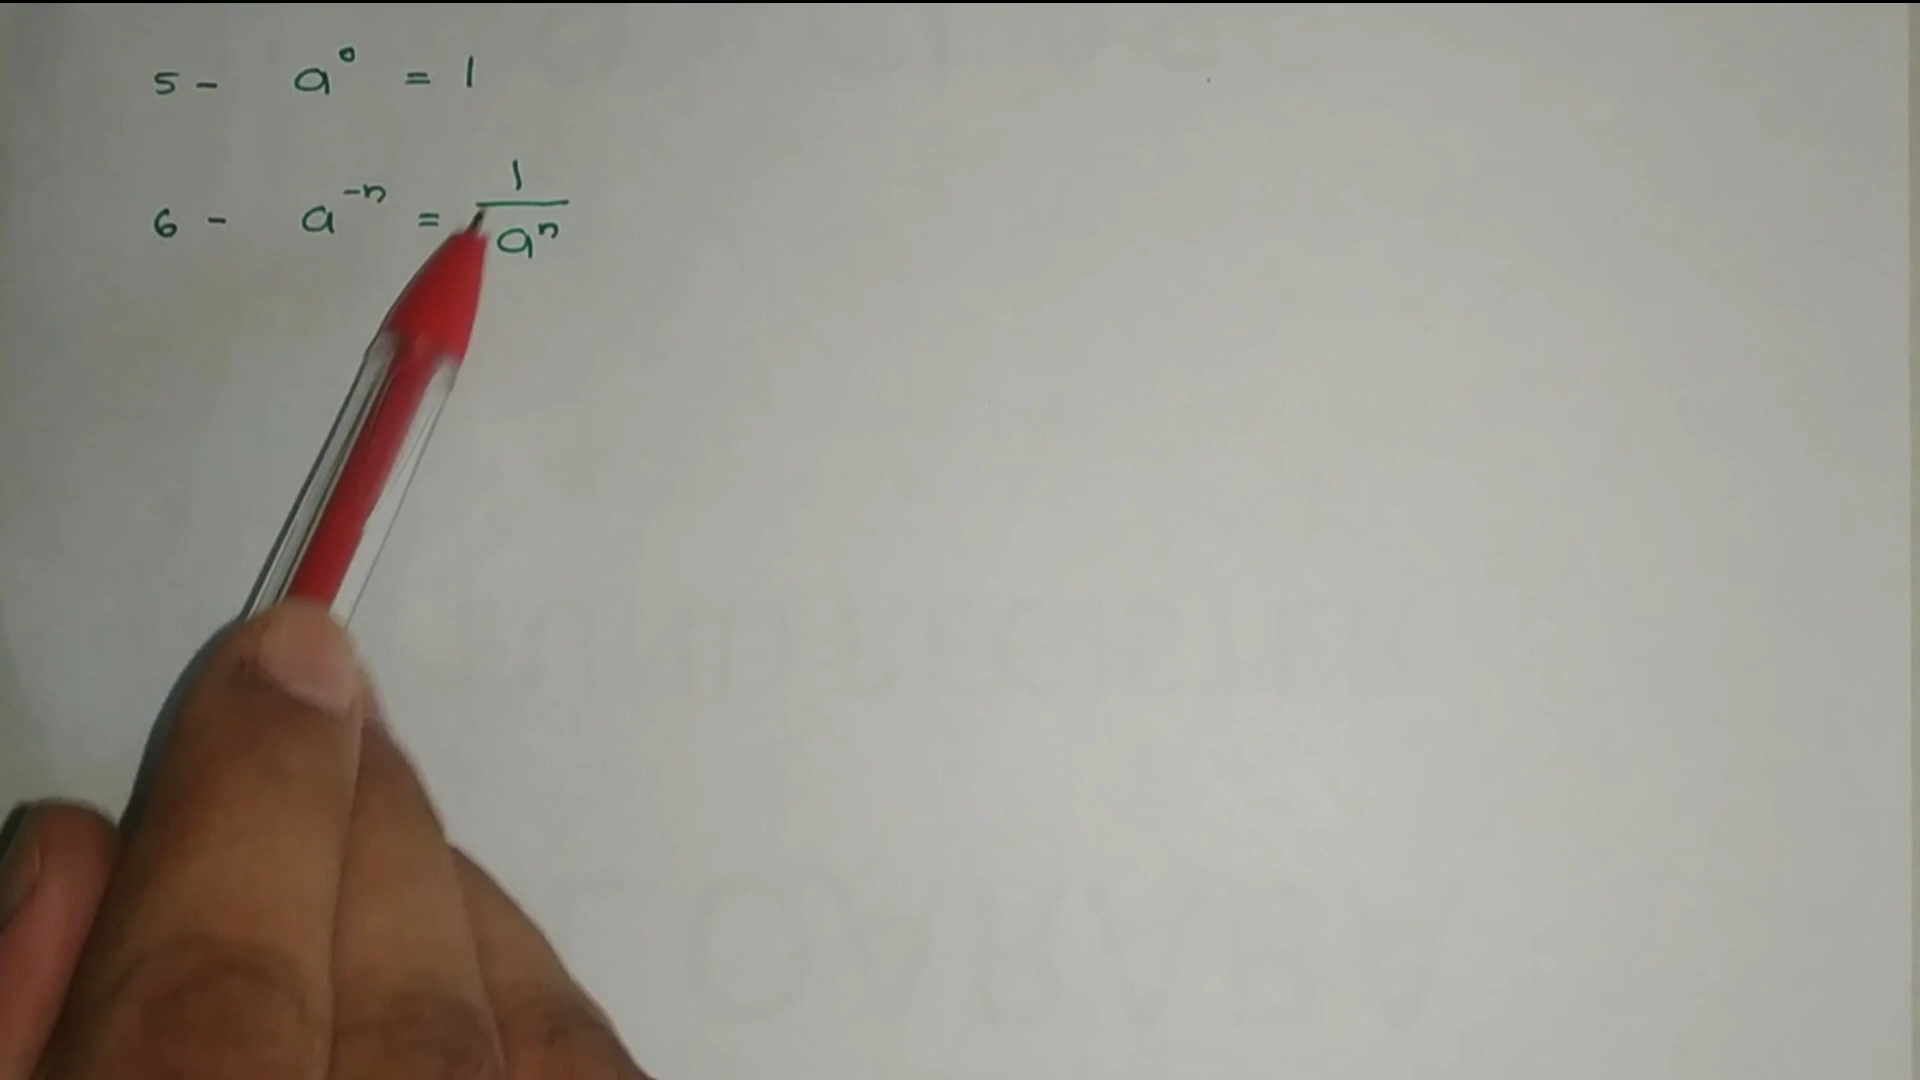 5 - a⁰ = 1
6 - a⁻ⁿ = 1/aⁿ